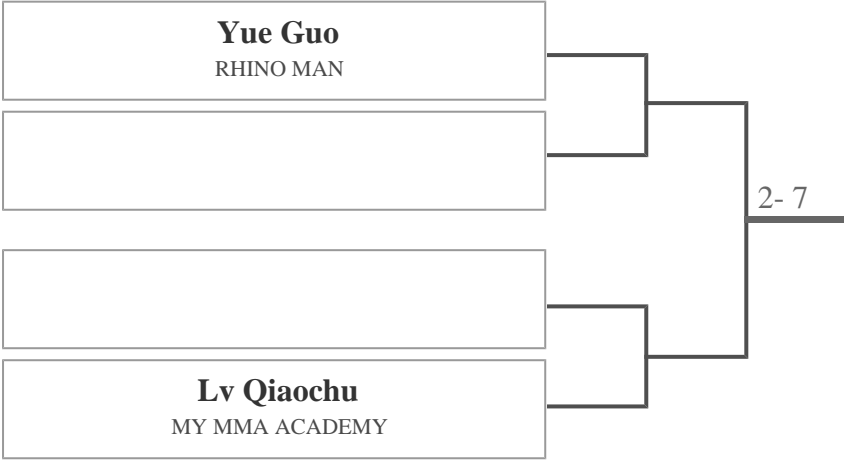 Yue Guo
RHINO MAN
2- 7
Lv Qiaochu
MY MMA ACADEMY